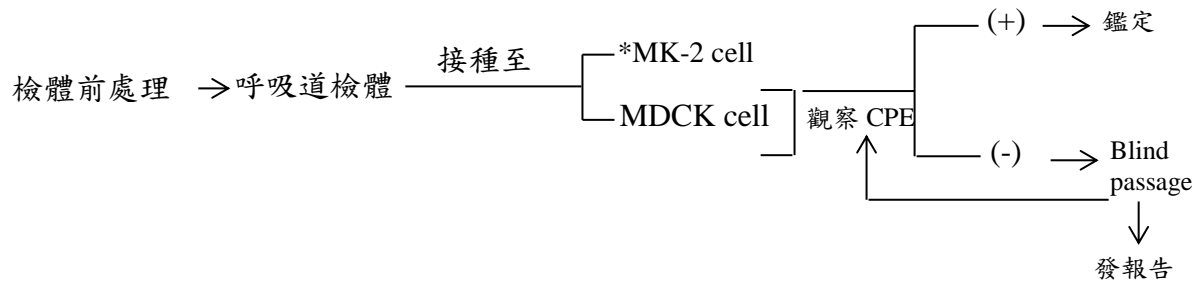 檢體前處理
呼吸道檢體
接種至
*MK-2 cell
MDCK cell
觀察 CPE
(+)
鑑定
(-)
Blind
passage
發報告